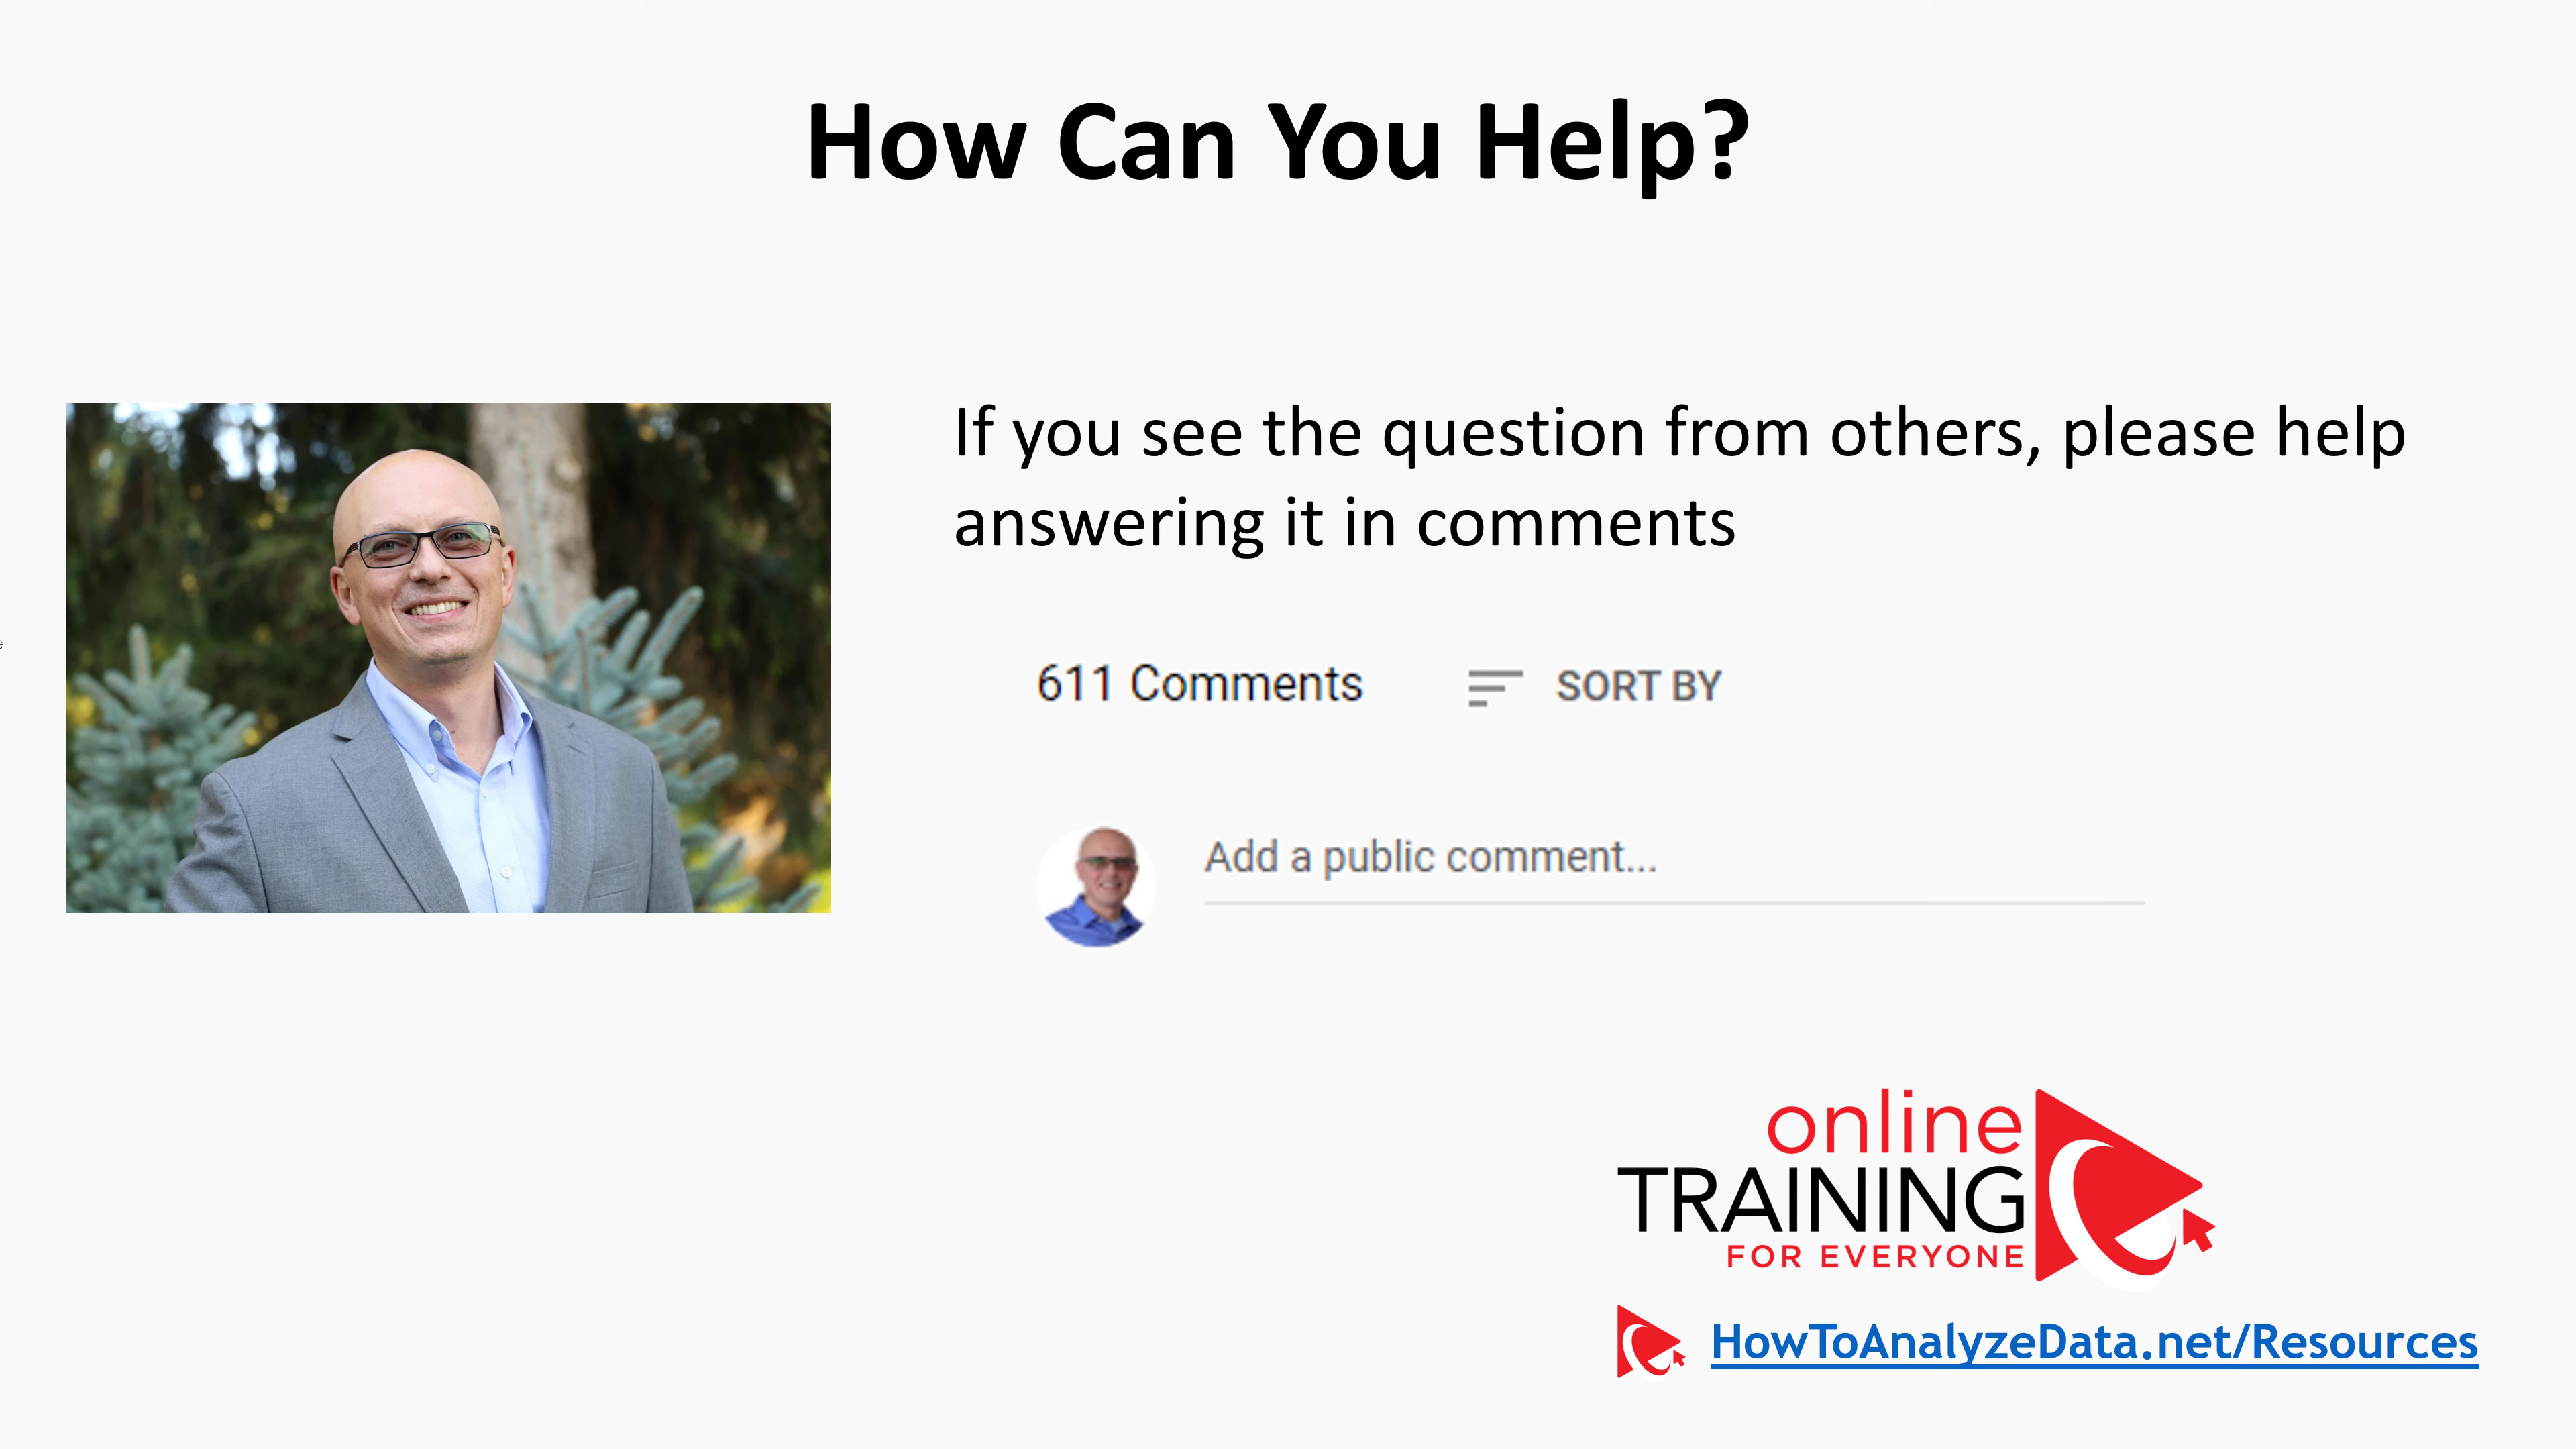 How Can You Help?
If you see the question from others, please help
answering it in comments
611 Comments SORT BY
Add a public comment...
online
TRAINING
FOR EVERYONE
HowToAnalyzeData.net/Resources